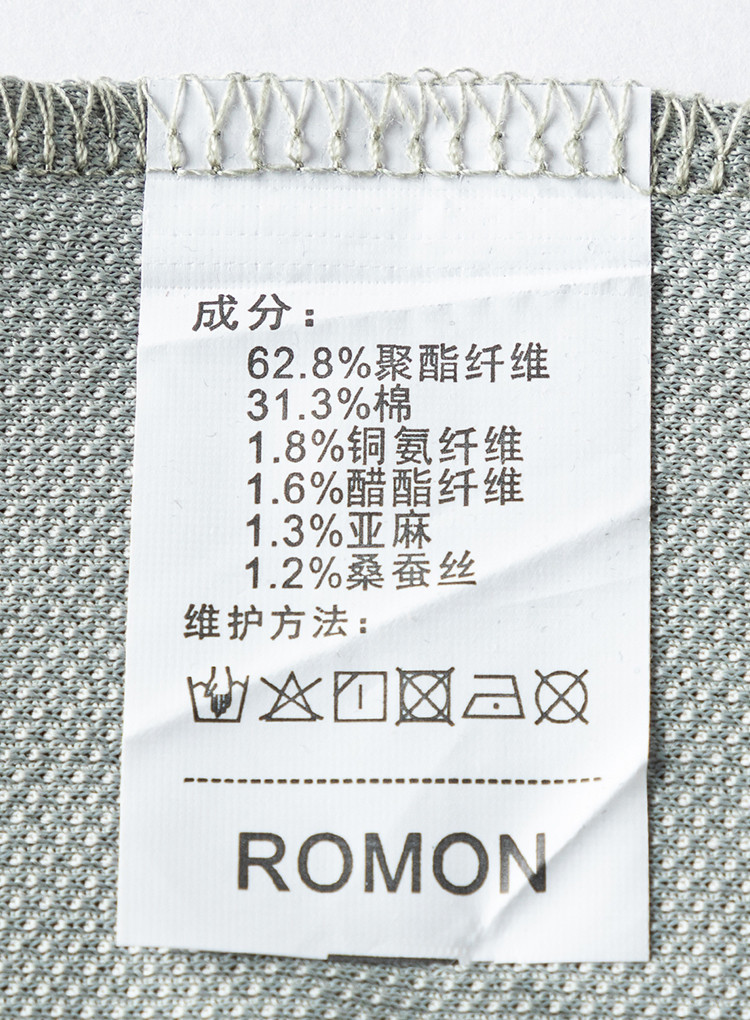 成分：
62.8%聚酯纤维
31.3%棉
1.8%铜氨纤维
1.6%醋酯纤维
1.3%亚麻
1.2%桑蚕丝
维护方法：
ROMON